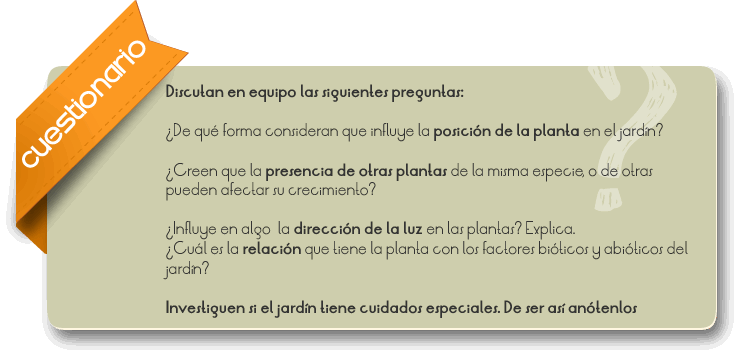 cuestionario
Discutan en equipo las siguientes preguntas:
¿De qué forma consideran que influye la posición de la planta en el jardín?
¿Creen que la presencia de otras plantas de la misma especie, o de otras
pueden afectar su crecimiento?
¿Influye en algo la dirección de la luz en las plantas? Explica.
¿Cuál es la relación que tiene la planta con los factores bióticos y abióticos del
jardín?
Investiguen si el jardín tiene cuidados especiales. De ser así anótenlos